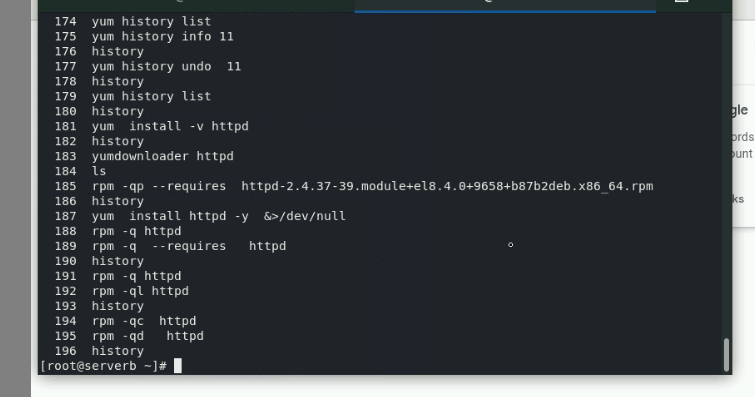 174  yum history list
175  yum history info 11
176  history
177  yum history undo  11
178  history
179  yum history list
180  history
181  yum  install -v httpd
182  history
183  yumdownloader httpd
184  ls
185  rpm -qp --requires  httpd-2.4.37-39.module+el8.4.0+9658+b87b2deb.x86_64.rpm
186  history
187  yum  install httpd -y  &>/dev/null
188  rpm -q httpd
189  rpm -q  --requires   httpd
190  history
191  rpm -q httpd
192  rpm -ql httpd
193  history
194  rpm -qc  httpd
195  rpm -qd   httpd
196  history
[root@serverb ~]#
gle
ords
ount
ks